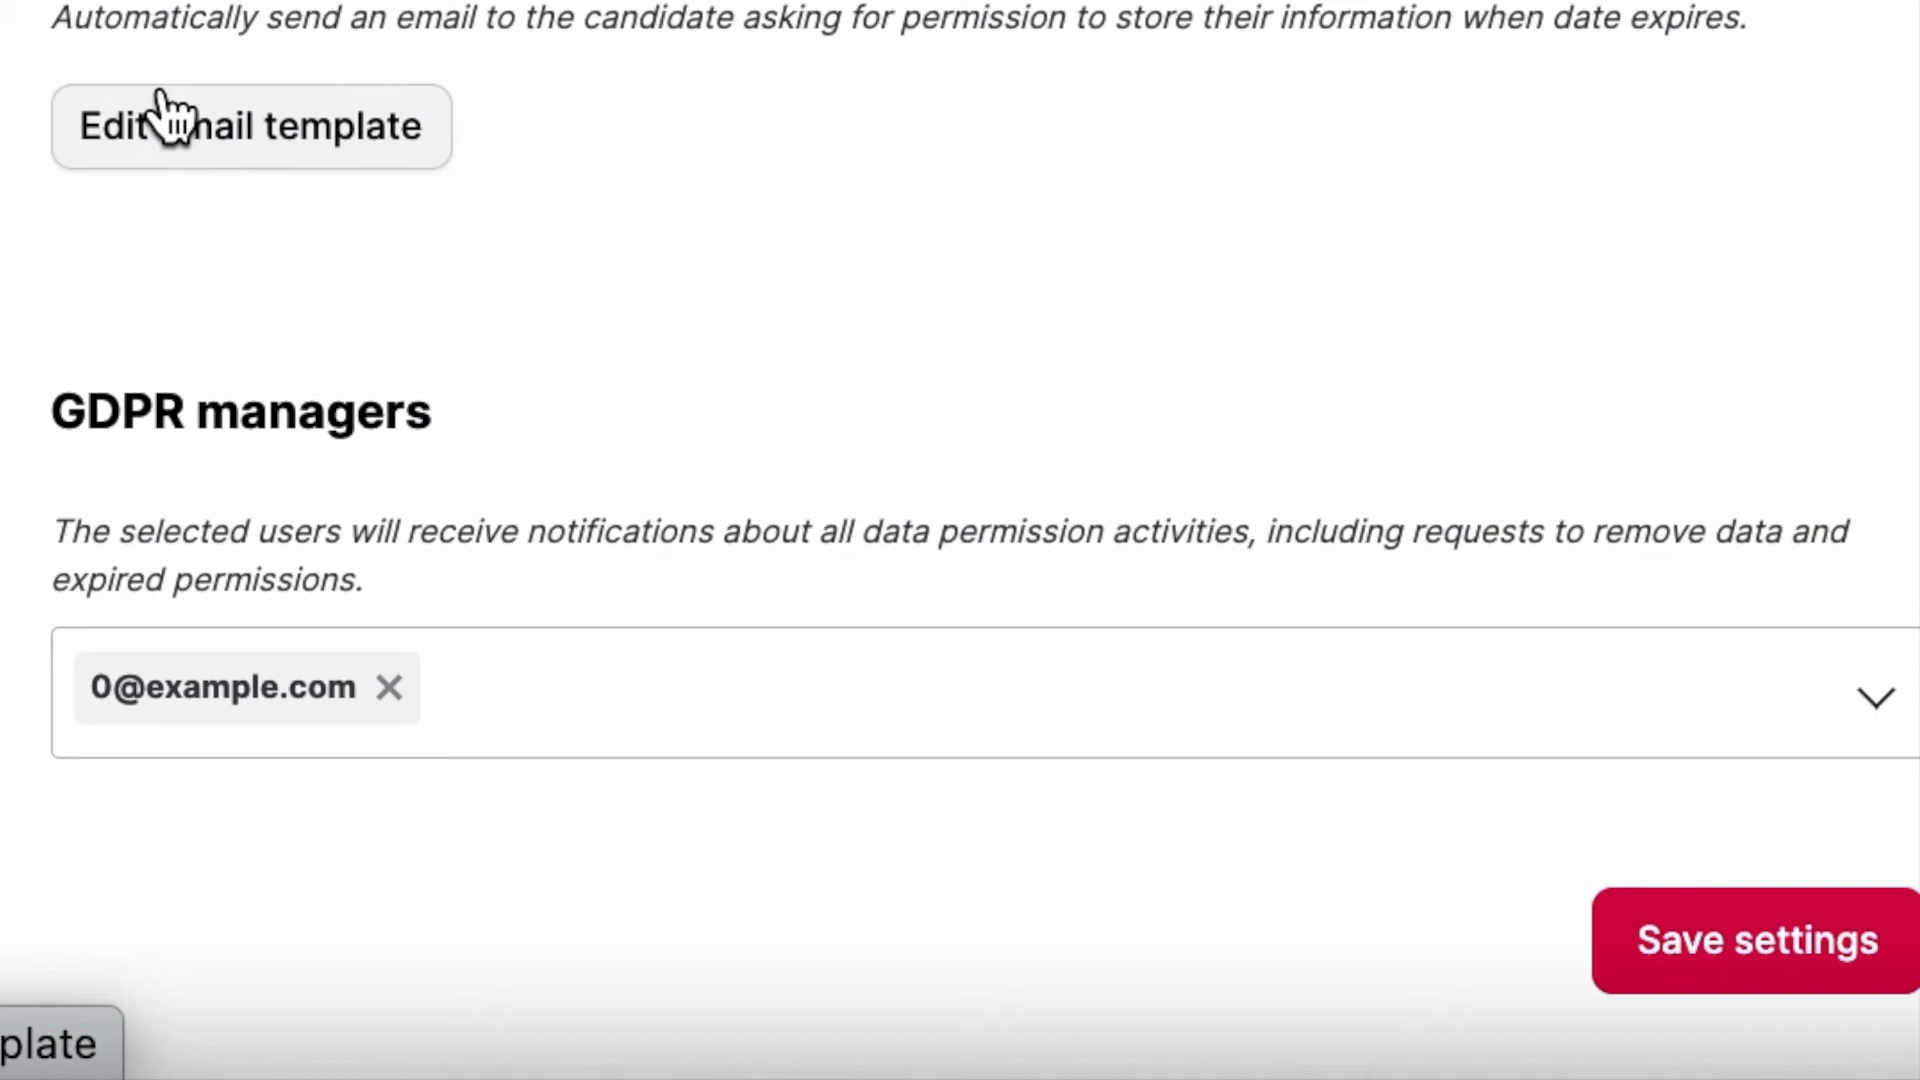 Automatically send an email to the candidate asking for permission to store their information when date expires.
Edit email template
GDPR managers
The selected users will receive notifications about all data permission activities, including requests to remove data and
expired permissions.
0@example.com
Save settings
plate